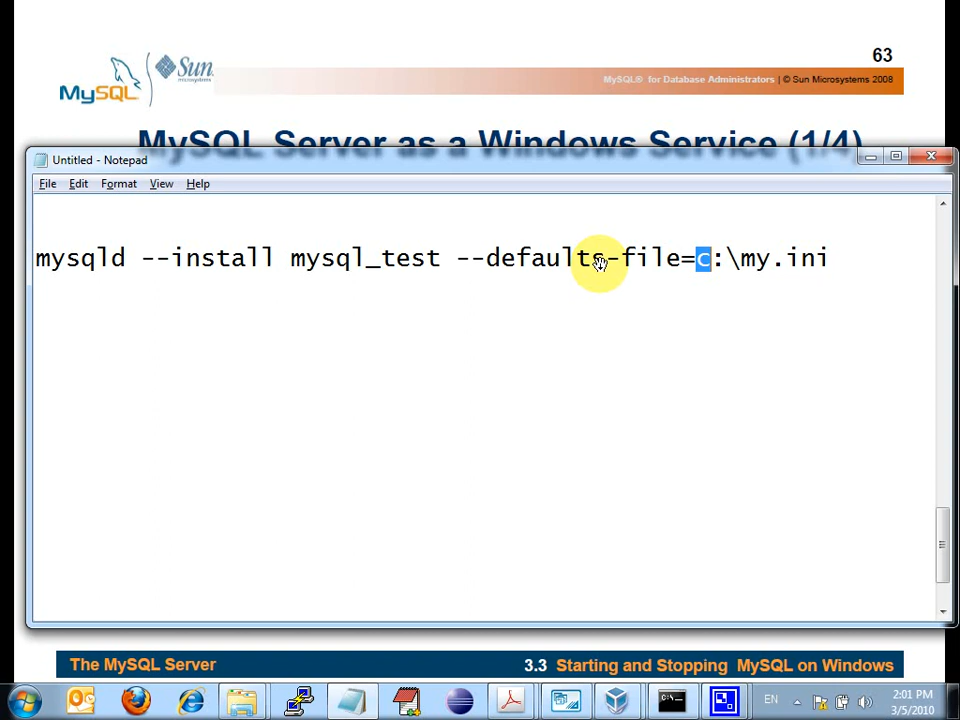 63
MySQL
Sun
microsystems
MySQL® for Database Administrators | © Sun Microsystems 2008
MySQL Server as a Windows Service (1/4)
Untitled - Notepad
File Edit Format View Help
mysqld --install mysql_test --defaults-file=c:\my.ini
The MySQL Server
3.3 Starting and Stopping MySQL on Windows
EN
2:01 PM
3/5/2010